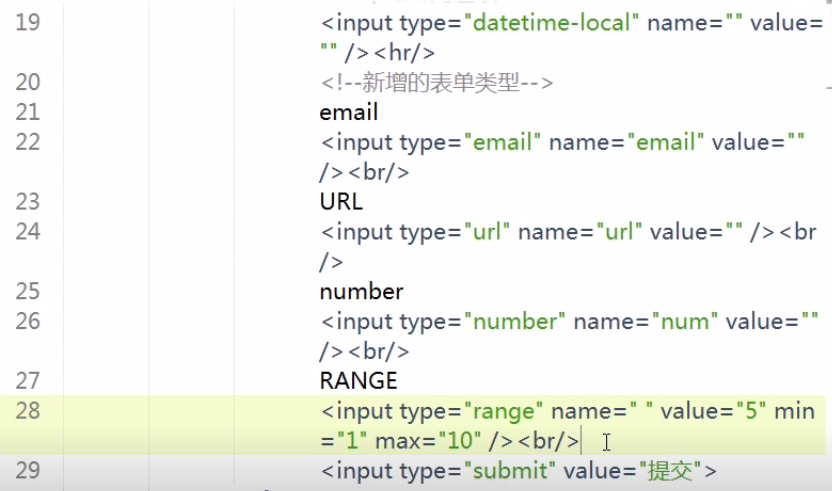 19 <input type="datetime-local" name="" value=
"" /><hr/>
20 <!--新增的表单类型-->
21 email
22 <input type="email" name="email" value=""
/><br/>
23 URL
24 <input type="url" name="url" value="" /><br
/>
25 number
26 <input type="number" name="num" value=""
/><br/>
27 RANGE
28 <input type="range" name=" " value="5" min
="1" max="10" /><br/>
29 <input type="submit" value="提交">